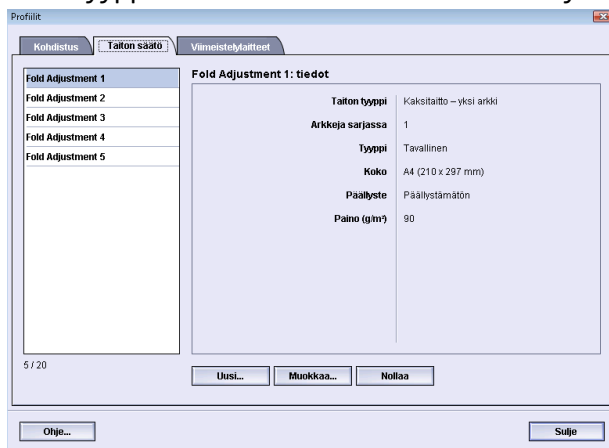 Profiilit
Kohdistus Taiton säätö Viimeistelylaitteet
Fold Adjustment 1
Fold Adjustment 2
Fold Adjustment 3
Fold Adjustment 4
Fold Adjustment 5
5 / 20
Fold Adjustment 1: tiedot
Taiton tyyppi Kaksitaitto – yksi arkki
Arkkeja sarjassa 1
Tyyppi Tavallinen
Koko A4 (210 x 297 mm)
Päällyste Päällystämätön
Paino (g/m²) 90
Uusi... Muokkaa... Nollaa
Ohje... Sulje